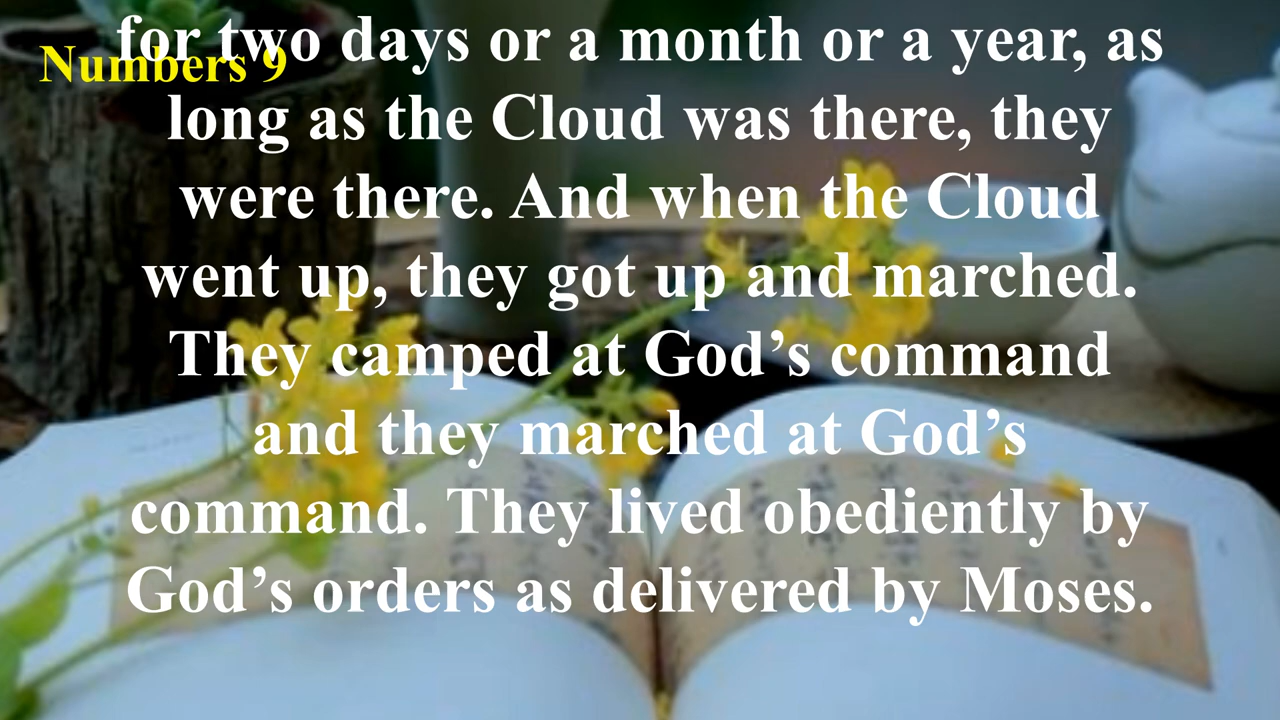 for two days or a month or a year, as
Numbers 9
long as the Cloud was there, they
were there. And when the Cloud
went up, they got up and marched.
They camped at God’s command
and they marched at God’s
command. They lived obediently by
God’s orders as delivered by Moses.